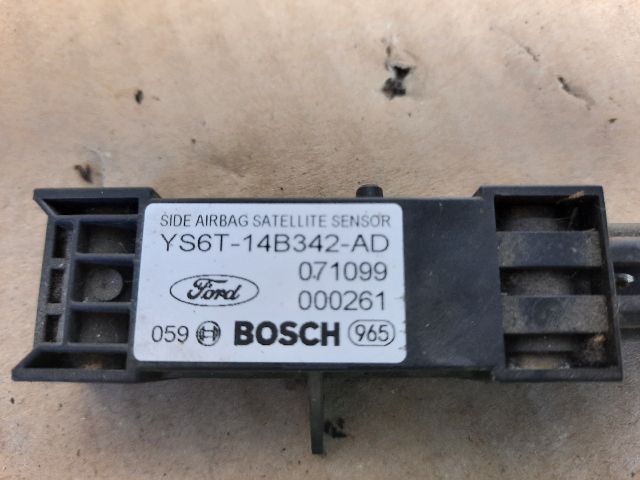 SIDE AIRBAG SATELLITE SENSOR
YS6T-14B342-AD
071099
Ford 000261
059 BOSCH 965